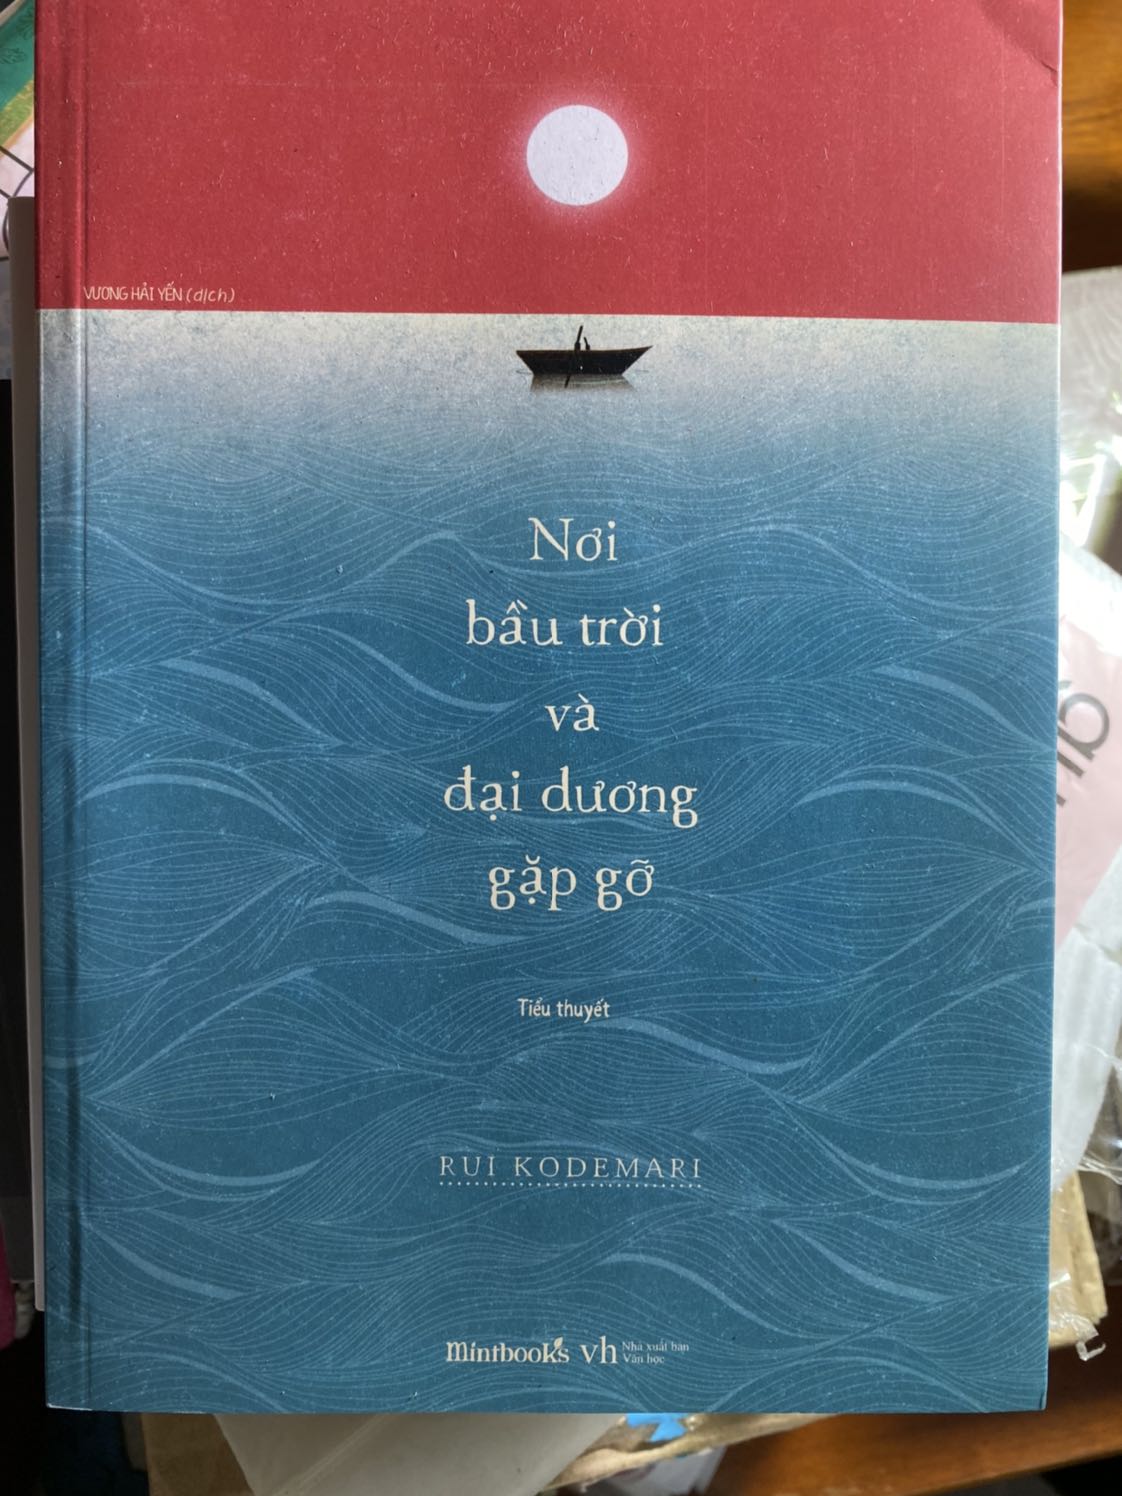 VƯƠNG HẢI YẾN (dịch)
Nơi
bầu trời
và
đại dương
gặp gỡ
Tiểu thuyết
RUI KODEMARI
mintbooks vh Nhà xuất bản
Văn học